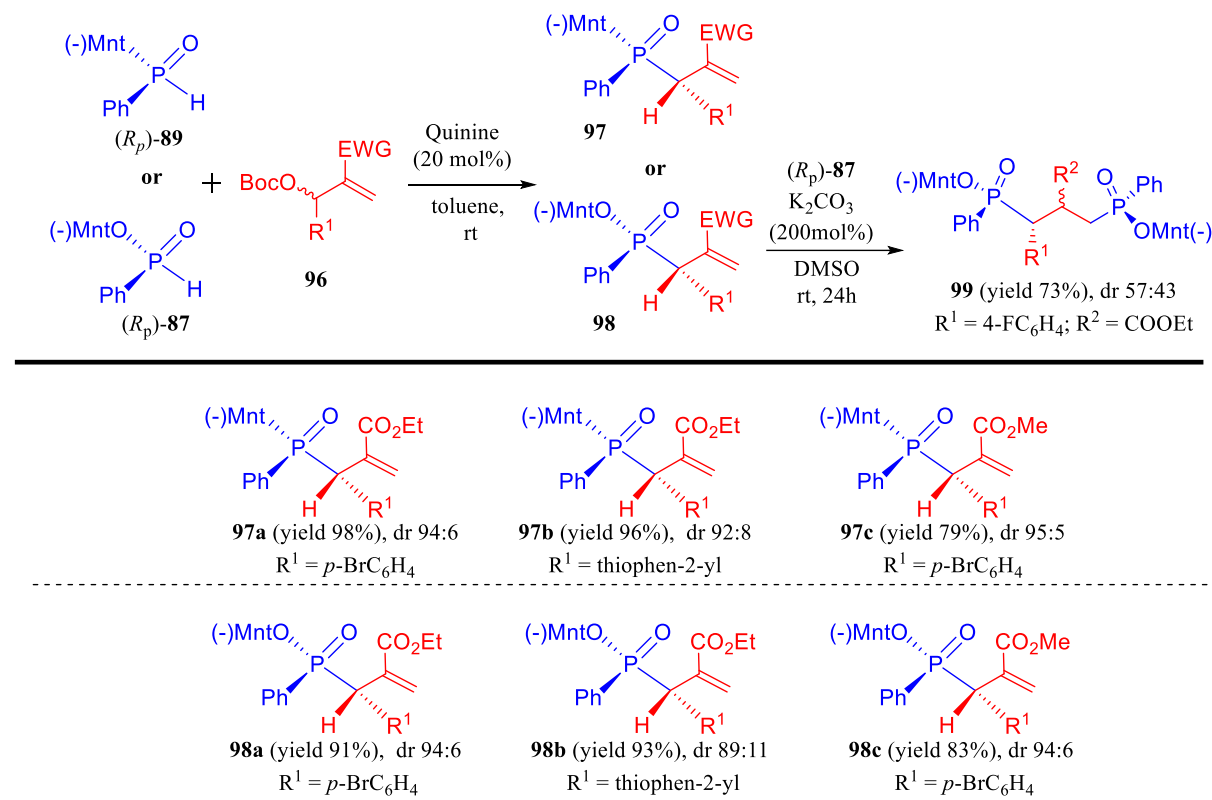 (-)Mnt
O
P
Ph
H
(Rp)-89
or
(-)MntO
O
P
Ph
H
(Rp)-87
+
EWG
BocO
R1
96
Quinine
(20 mol%)
toluene,
rt
(-)Mnt
O
EWG
P
Ph
H
R1
97
or
(-)MntO
O
EWG
P
Ph
H
R1
98
(Rp)-87
K2CO3
(200mol%)
DMSO
rt, 24h
(-)MntO
O
R2
O
Ph
P
P
Ph
R1
OMnt(-)
99 (yield 73%), dr 57:43
R1 = 4-FC6H4; R2 = COOEt
(-)Mnt
O
CO2Et
P
Ph
H
R1
97a (yield 98%), dr 94:6
R1 = p-BrC6H4
(-)Mnt
O
CO2Et
P
Ph
H
R1
97b (yield 96%), dr 92:8
R1 = thiophen-2-yl
(-)Mnt
O
CO2Me
P
Ph
H
R1
97c (yield 79%), dr 95:5
R1 = p-BrC6H4
(-)MntO
O
CO2Et
P
Ph
H
R1
98a (yield 91%), dr 94:6
R1 = p-BrC6H4
(-)MntO
O
CO2Et
P
Ph
H
R1
98b (yield 93%), dr 89:11
R1 = thiophen-2-yl
(-)MntO
O
CO2Me
P
Ph
H
R1
98c (yield 83%), dr 94:6
R1 = p-BrC6H4